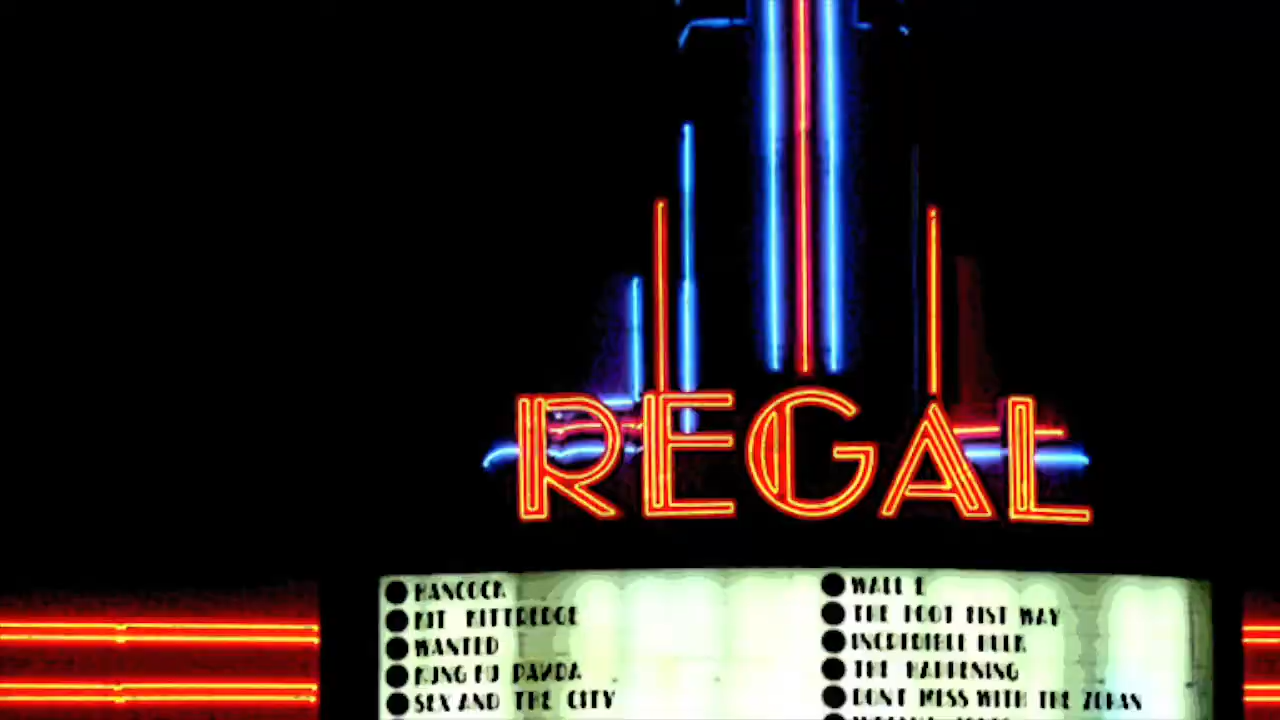 REGAL
HANCOCK
KIT KITTREDGE
WANTED
KUNG FU PANDA
SEX AND THE CITY
WALL E
THE FOOT FIST WAY
INCREDIBLE HULK
THE HAPPENING
DONT MESS WITH THE ZOHAN